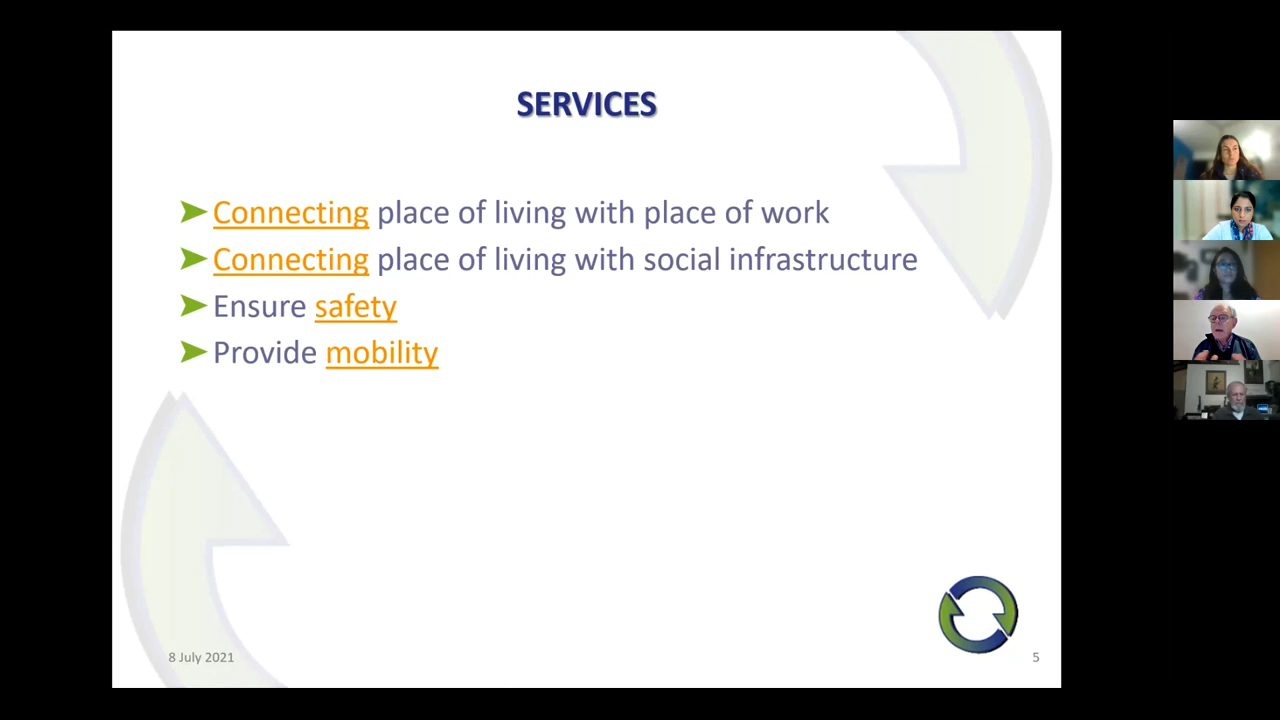 SERVICES
Connecting place of living with place of work
Connecting place of living with social infrastructure
Ensure safety
Provide mobility
8 July 2021
5